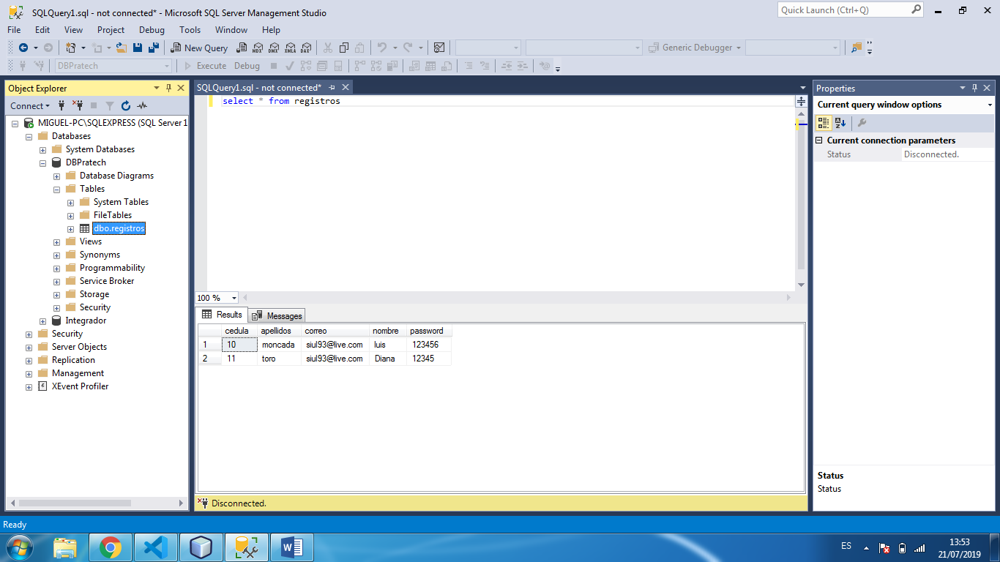 SQLQuery1.sql - not connected* - Microsoft SQL Server Management Studio
Quick Launch (Ctrl+Q)
File Edit View Project Debug Tools Window Help
New Query MDX DMX XMLA DAX Generic Debugger
DBPratech Execute Debug
Object Explorer
Connect
MIGUEL-PC\SQLEXPRESS (SQL Server 1
Databases
System Databases
DBPratech
Database Diagrams
Tables
System Tables
FileTables
dbo.registros
Views
Synonyms
Programmability
Service Broker
Storage
Security
Integrador
Security
Server Objects
Replication
Management
XEvent Profiler
SQLQuery1.sql - not connected*
select * from registros
100 %
Results Messages
cedula apellidos correo nombre password
1 10 moncada siul93@live.com luis 123456
2 11 toro siul93@live.com Diana 12345
Disconnected.
Properties
Current query window options
Current connection parameters
Status Disconnected.
Status
Status
Ready
ES
13:53
21/07/2019